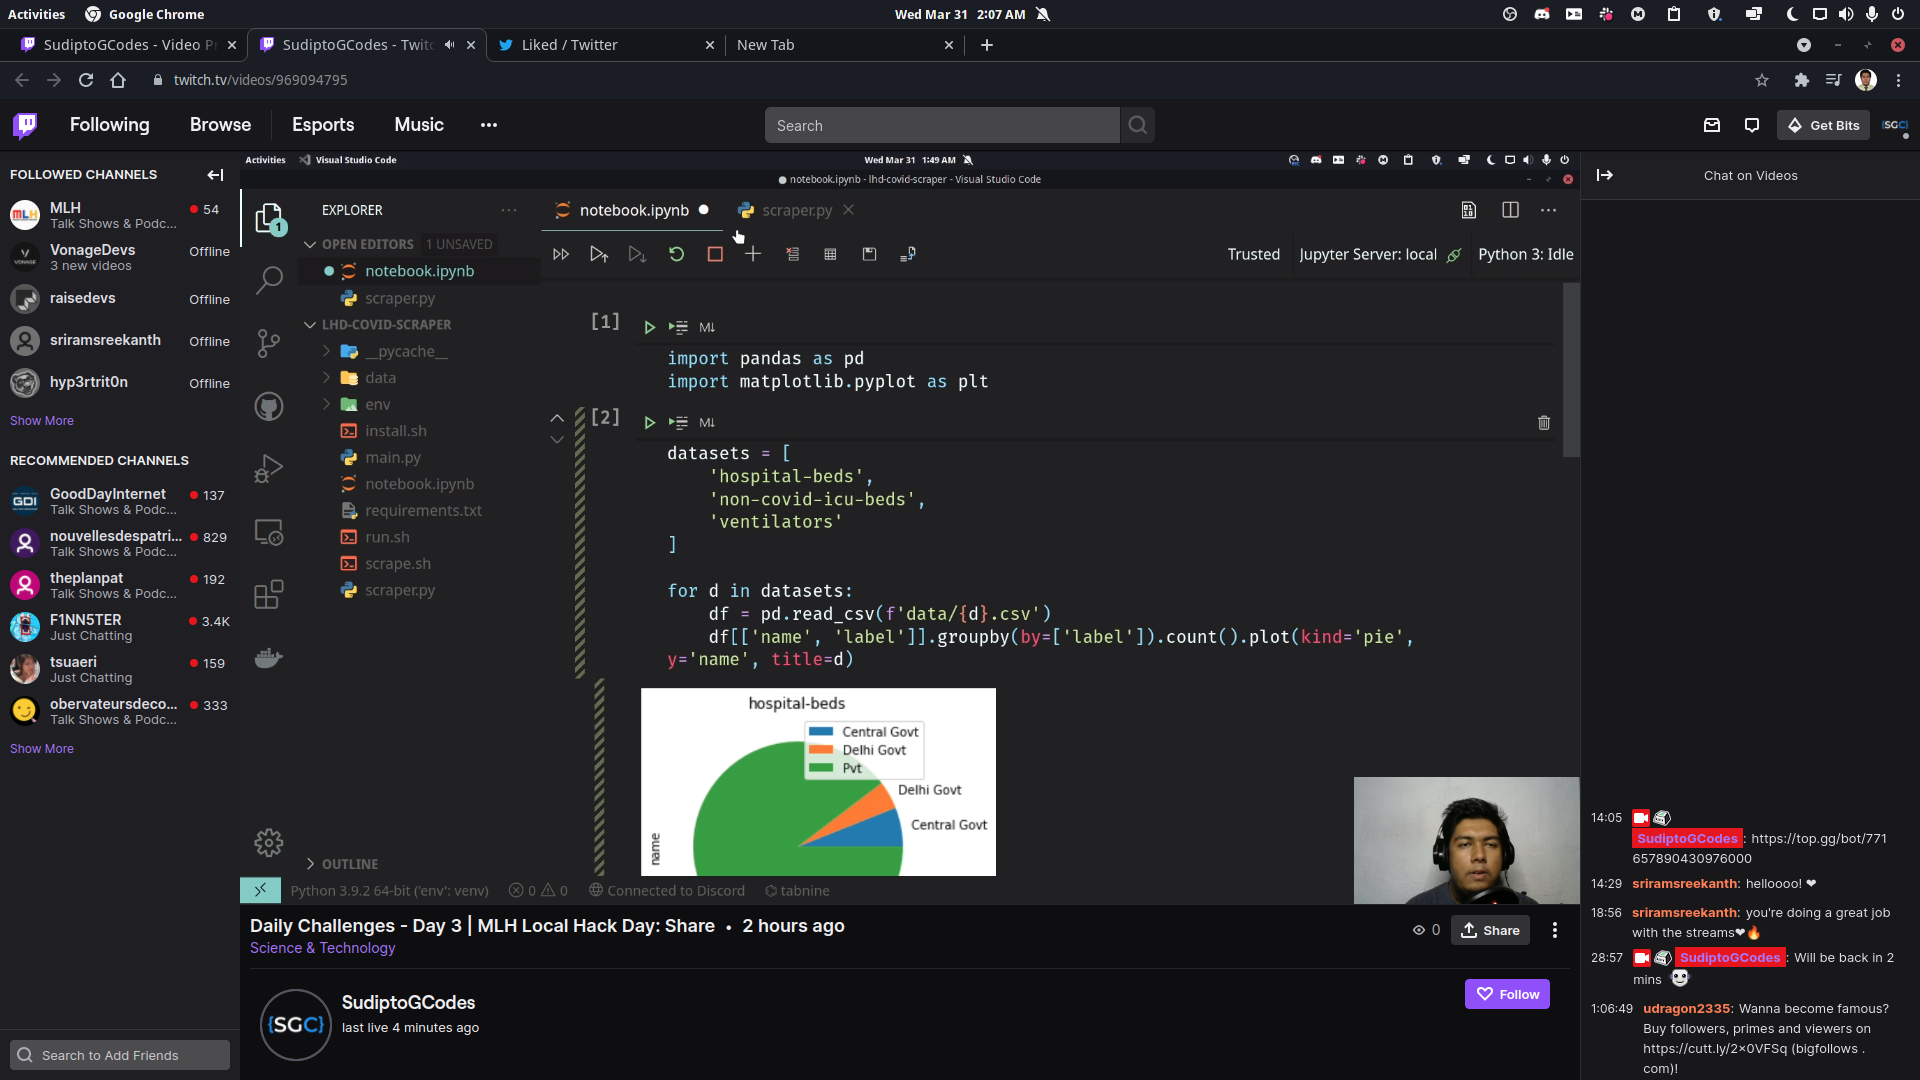 Activities Google Chrome Wed Mar 31 2:07 AM
SudiptoGCodes - Video Pr SudiptoGCodes - Twitc Liked / Twitter New Tab
twitch.tv/videos/969094795
Following Browse Esports Music Search Get Bits {SGC}
FOLLOWED CHANNELS
MLH 54
Talk Shows & Podc...
VonageDevs Offline
3 new videos
raisedevs Offline
sriramsreekanth Offline
hyp3rtrit0n Offline
Show More
RECOMMENDED CHANNELS
GoodDayInternet 137
Talk Shows & Podc...
nouvellesdespatri... 829
Talk Shows & Podc...
theplanpat 192
Talk Shows & Podc...
F1NN5TER 3.4K
Just Chatting
tsuaeri 159
Just Chatting
obervateursdeco... 333
Talk Shows & Podc...
Show More
Search to Add Friends
Activities Visual Studio Code Wed Mar 31 1:49 AM
notebook.ipynb - lhd-covid-scraper - Visual Studio Code
EXPLORER
OPEN EDITORS 1 UNSAVED
notebook.ipynb
scraper.py
LHD-COVID-SCRAPER
__pycache__
data
env
install.sh
main.py
notebook.ipynb
requirements.txt
run.sh
scrape.sh
scraper.py
OUTLINE
notebook.ipynb scraper.py
Trusted Jupyter Server: local Python 3: Idle
[1] M↓
import pandas as pd
import matplotlib.pyplot as plt
[2] M↓
datasets = [
'hospital-beds',
'non-covid-icu-beds',
'ventilators'
]
for d in datasets:
df = pd.read_csv(f'data/{d}.csv')
df[['name', 'label']].groupby(by=['label']).count().plot(kind='pie',
y='name', title=d)
hospital-beds
Central Govt
Delhi Govt
Pvt
Delhi Govt
Central Govt
name
Python 3.9.2 64-bit ('env': venv) 0 0 Connected to Discord tabnine
Daily Challenges - Day 3 | MLH Local Hack Day: Share • 2 hours ago
Science & Technology
0 Share
{SGC}
SudiptoGCodes
last live 4 minutes ago
Follow
Chat on Videos
14:05
SudiptoGCodes: https://top.gg/bot/771
657890430976000
14:29 sriramsreekanth: helloooo! ❤
18:56 sriramsreekanth: you're doing a great job
with the streams❤🔥
28:57 SudiptoGCodes: Will be back in 2
mins
1:06:49 udragon2335: Wanna become famous?
Buy followers, primes and viewers on
https://cutt.ly/2x0VFSq (bigfollows .
com)!